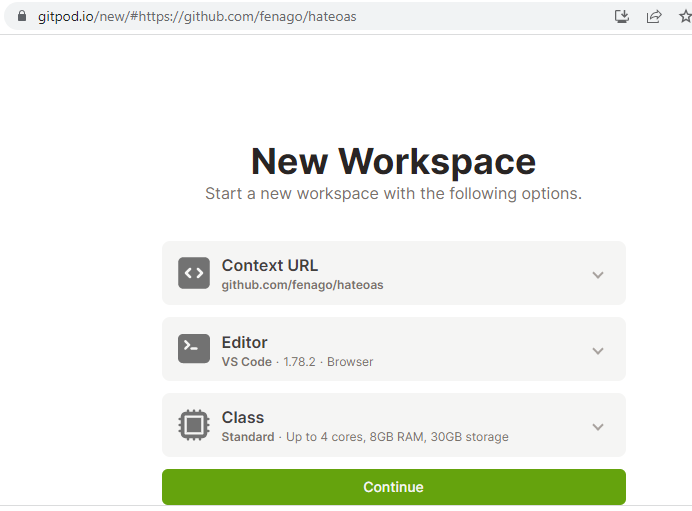 gitpod.io/new/#https://github.com/fenago/hateoas
New Workspace
Start a new workspace with the following options.
Context URL
github.com/fenago/hateoas
Editor
VS Code · 1.78.2 · Browser
Class
Standard · Up to 4 cores, 8GB RAM, 30GB storage
Continue